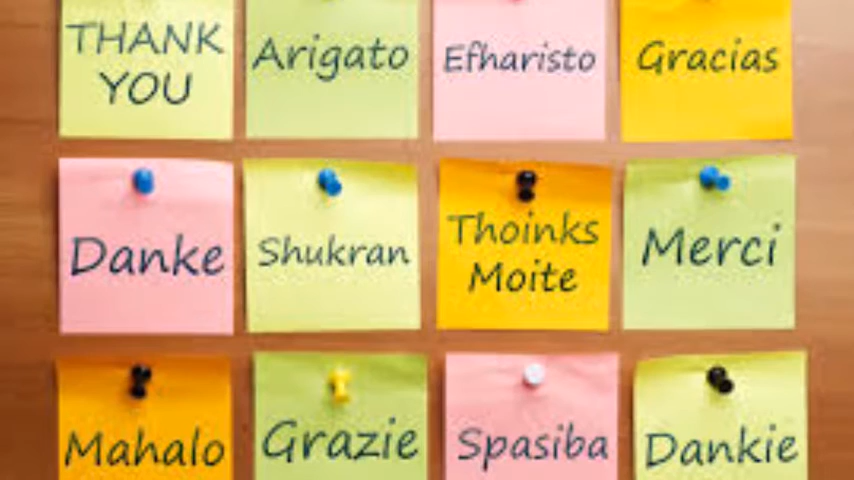 THANK
YOU
Arigato
Efharisto
Gracias
Danke
Shukran
Thoinks
Moite
Merci
Mahalo
Grazie
Spasiba
Dankie